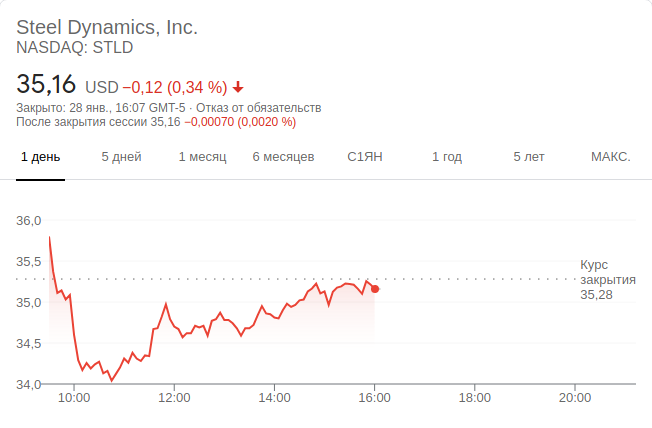 Steel Dynamics, Inc.
NASDAQ: STLD
35,16 USD −0,12 (0,34 %)
Закрыто: 28 янв., 16:07 GMT-5 · Отказ от обязательств
После закрытия сессии 35,16 −0,00070 (0,0020 %)
1 день 5 дней 1 месяц 6 месяцев С1ЯН 1 год 5 лет МАКС.
36,0
35,5
35,0
34,5
34,0
Курс
закрытия
35,28
10:00 12:00 14:00 16:00 18:00 20:00